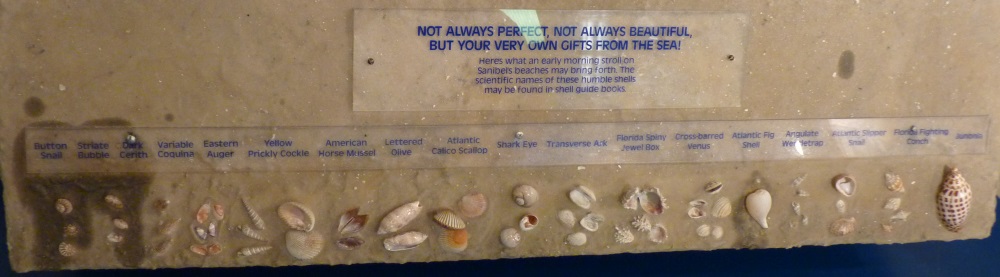 NOT ALWAYS PERFECT, NOT ALWAYS BEAUTIFUL,
BUT YOUR VERY OWN GIFTS FROM THE SEA!
Heres what an early morning stroll on
Sanibels beaches may bring forth. The
scientific names of these humble shells
may be found in shell guide books
Button
Snail
Striate
Bubble
Dark
Cerith
Variable
Coquina
Eastern
Auger
Yellow
Prickly Cockle
American
Horse Mussel
Lettered
Olive
Atlantic
Calico Scallop
Shark Eye
Transverse Ark
Florida Spiny
Jewel Box
Cross-barred
Venus
Atlantic Fig
Shell
Angulate
Wentletrap
Atlantic Slipper
Snail
Florida Fighting
Conch
Junonia